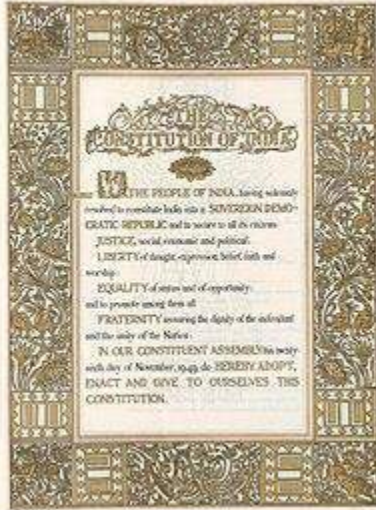 THE
CONSTITUTION OF INDIA
WE, THE PEOPLE OF INDIA, having solemnly
resolved to constitute India into a SOVEREIGN DEMO-
CRATIC REPUBLIC and to secure to all its citizens:
JUSTICE, social, economic and political;
LIBERTY of thought, expression, belief, faith and
worship;
EQUALITY of status and of opportunity;
and to promote among them all
FRATERNITY assuring the dignity of the individual
and the unity of the Nation;
IN OUR CONSTITUENT ASSEMBLY this twenty-
sixth day of November, 1949, do HEREBY ADOPT,
ENACT AND GIVE TO OURSELVES THIS
CONSTITUTION.